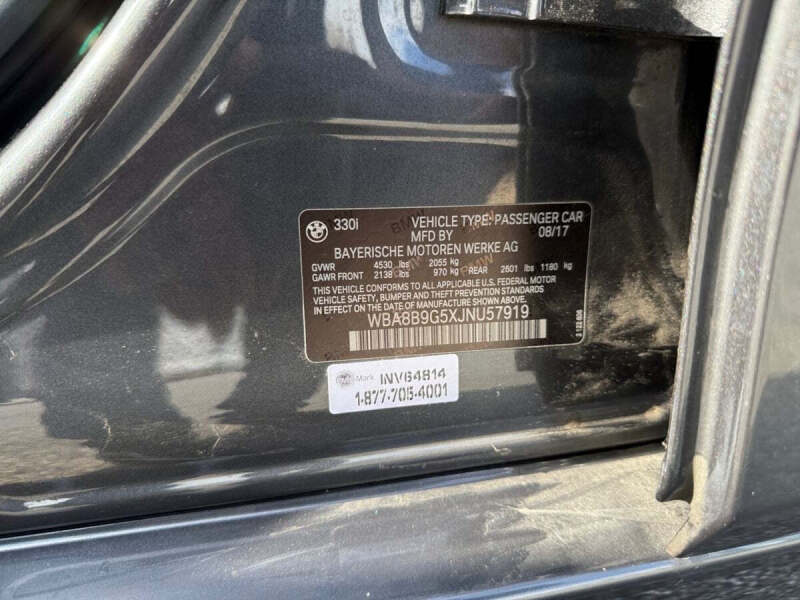 330i VEHICLE TYPE: PASSENGER CAR
MFD BY 08/17
BAYERISCHE MOTOREN WERKE AG
GVWR 4530 lbs 2055 kg
GAWR FRONT 2138 lbs 970 kg REAR 2601 lbs 1180 kg
THIS VEHICLE CONFORMS TO ALL APPLICABLE U.S. FEDERAL MOTOR
VEHICLE SAFETY, BUMPER, AND THEFT PREVENTION STANDARDS
IN EFFECT ON THE DATE OF MANUFACTURE SHOWN ABOVE.
WBA8B9G5XJNU57919
Mark INV64814
1-877-705-4001